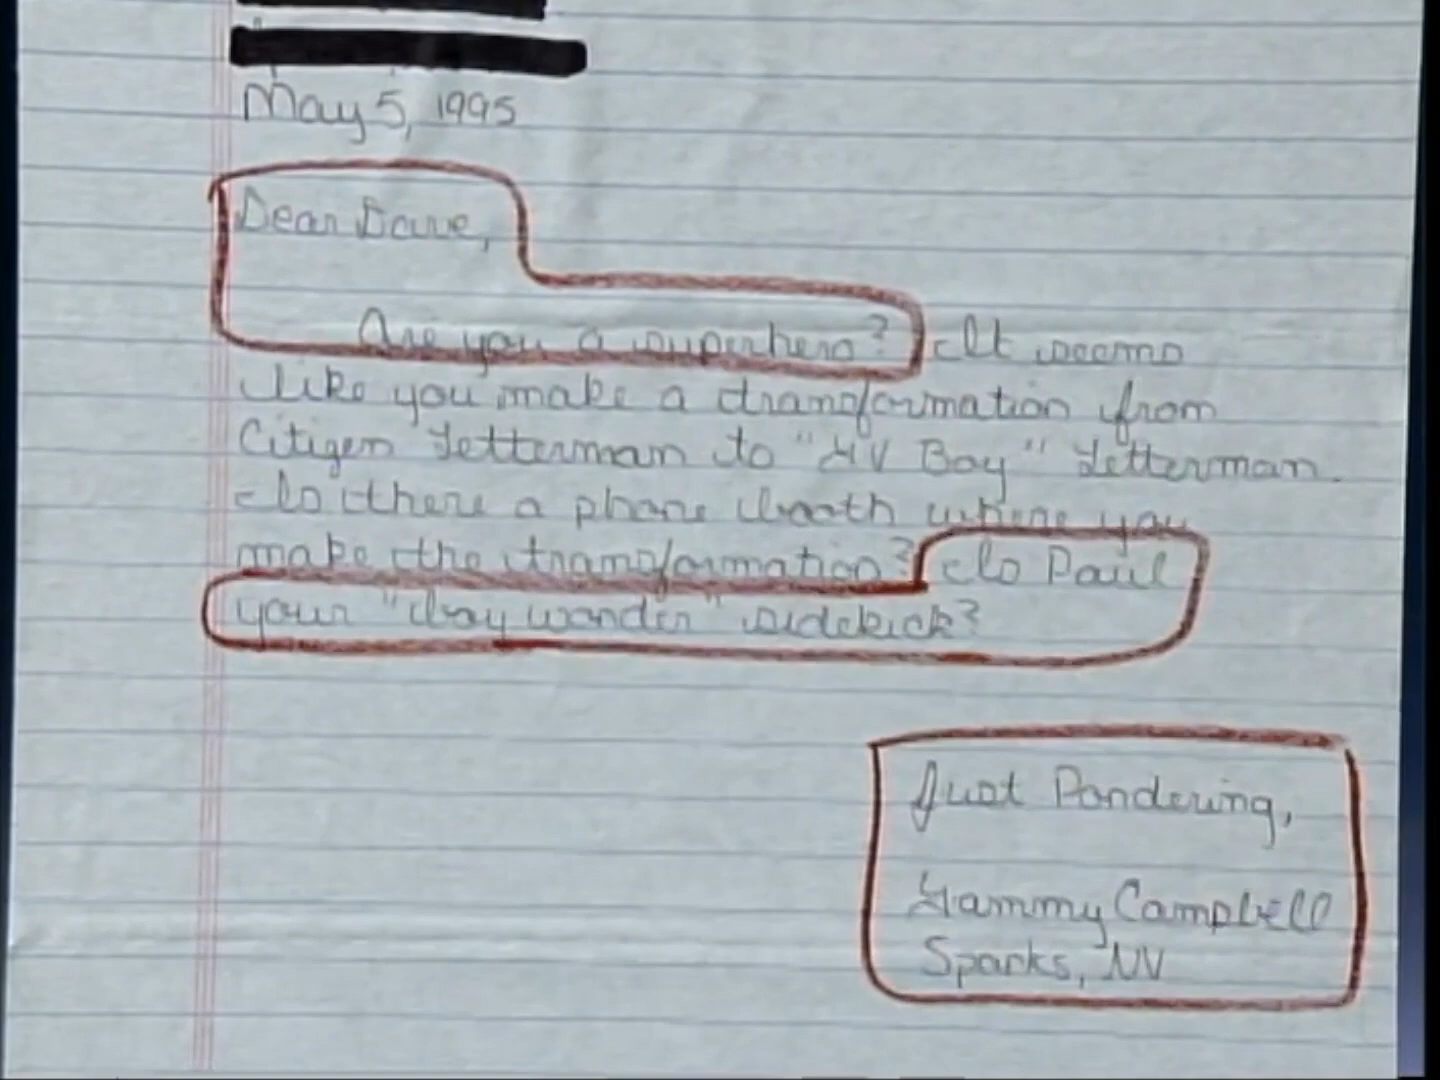 May 5, 1995
Dear Dave,
Are you a superhero? It seems
like you make a transformation from
Citizen Letterman to "TV Boy" Letterman.
Is there a phone booth where you
make the transformation? Is Paul
your "boy wonder" sidekick?
Just Pondering,
Tammy Campbell
Sparks, NV